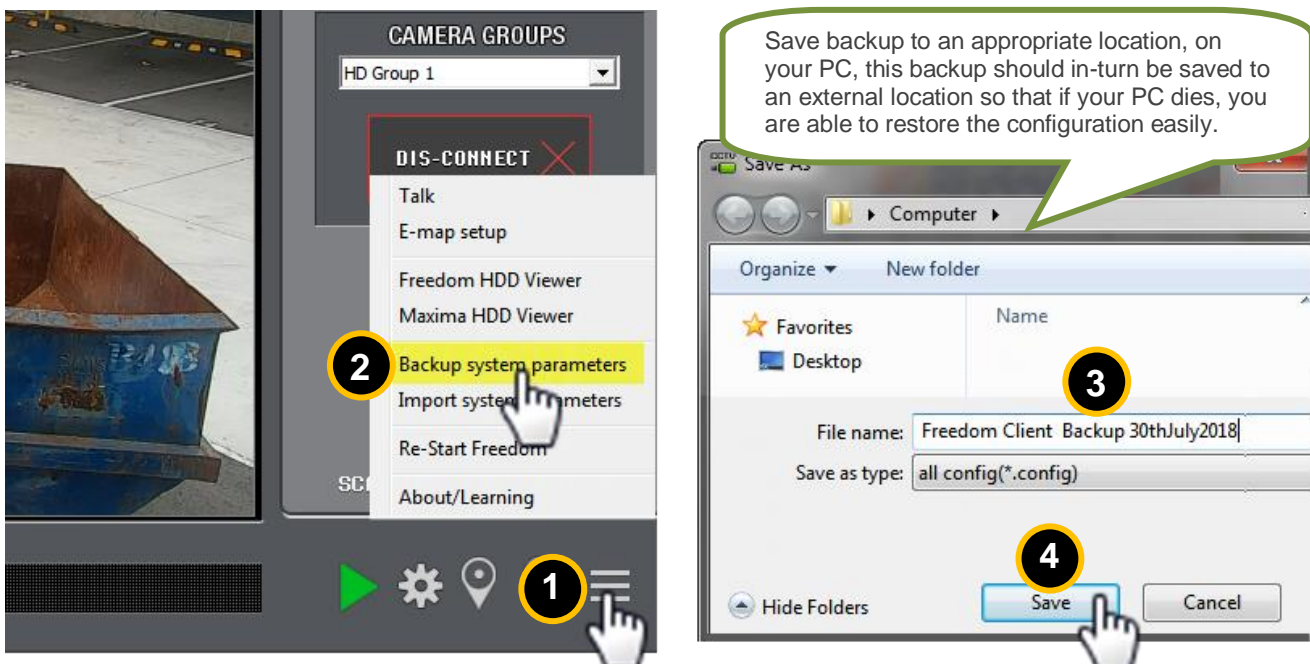 CAMERA GROUPS
HD Group 1
DIS-CONNECT
Talk
E-map setup
Freedom HDD Viewer
Maxima HDD Viewer
2
Backup system parameters
Import system parameters
Re-Start Freedom
About/Learning
1
Save backup to an appropriate location, on
your PC, this backup should in-turn be saved to
an external location so that if your PC dies, you
are able to restore the configuration easily.
Save As
Computer
Organize
New folder
Favorites
Name
Desktop
3
File name: Freedom Client Backup 30thJuly2018
Save as type: all config(*.config)
4
Hide Folders
Save
Cancel